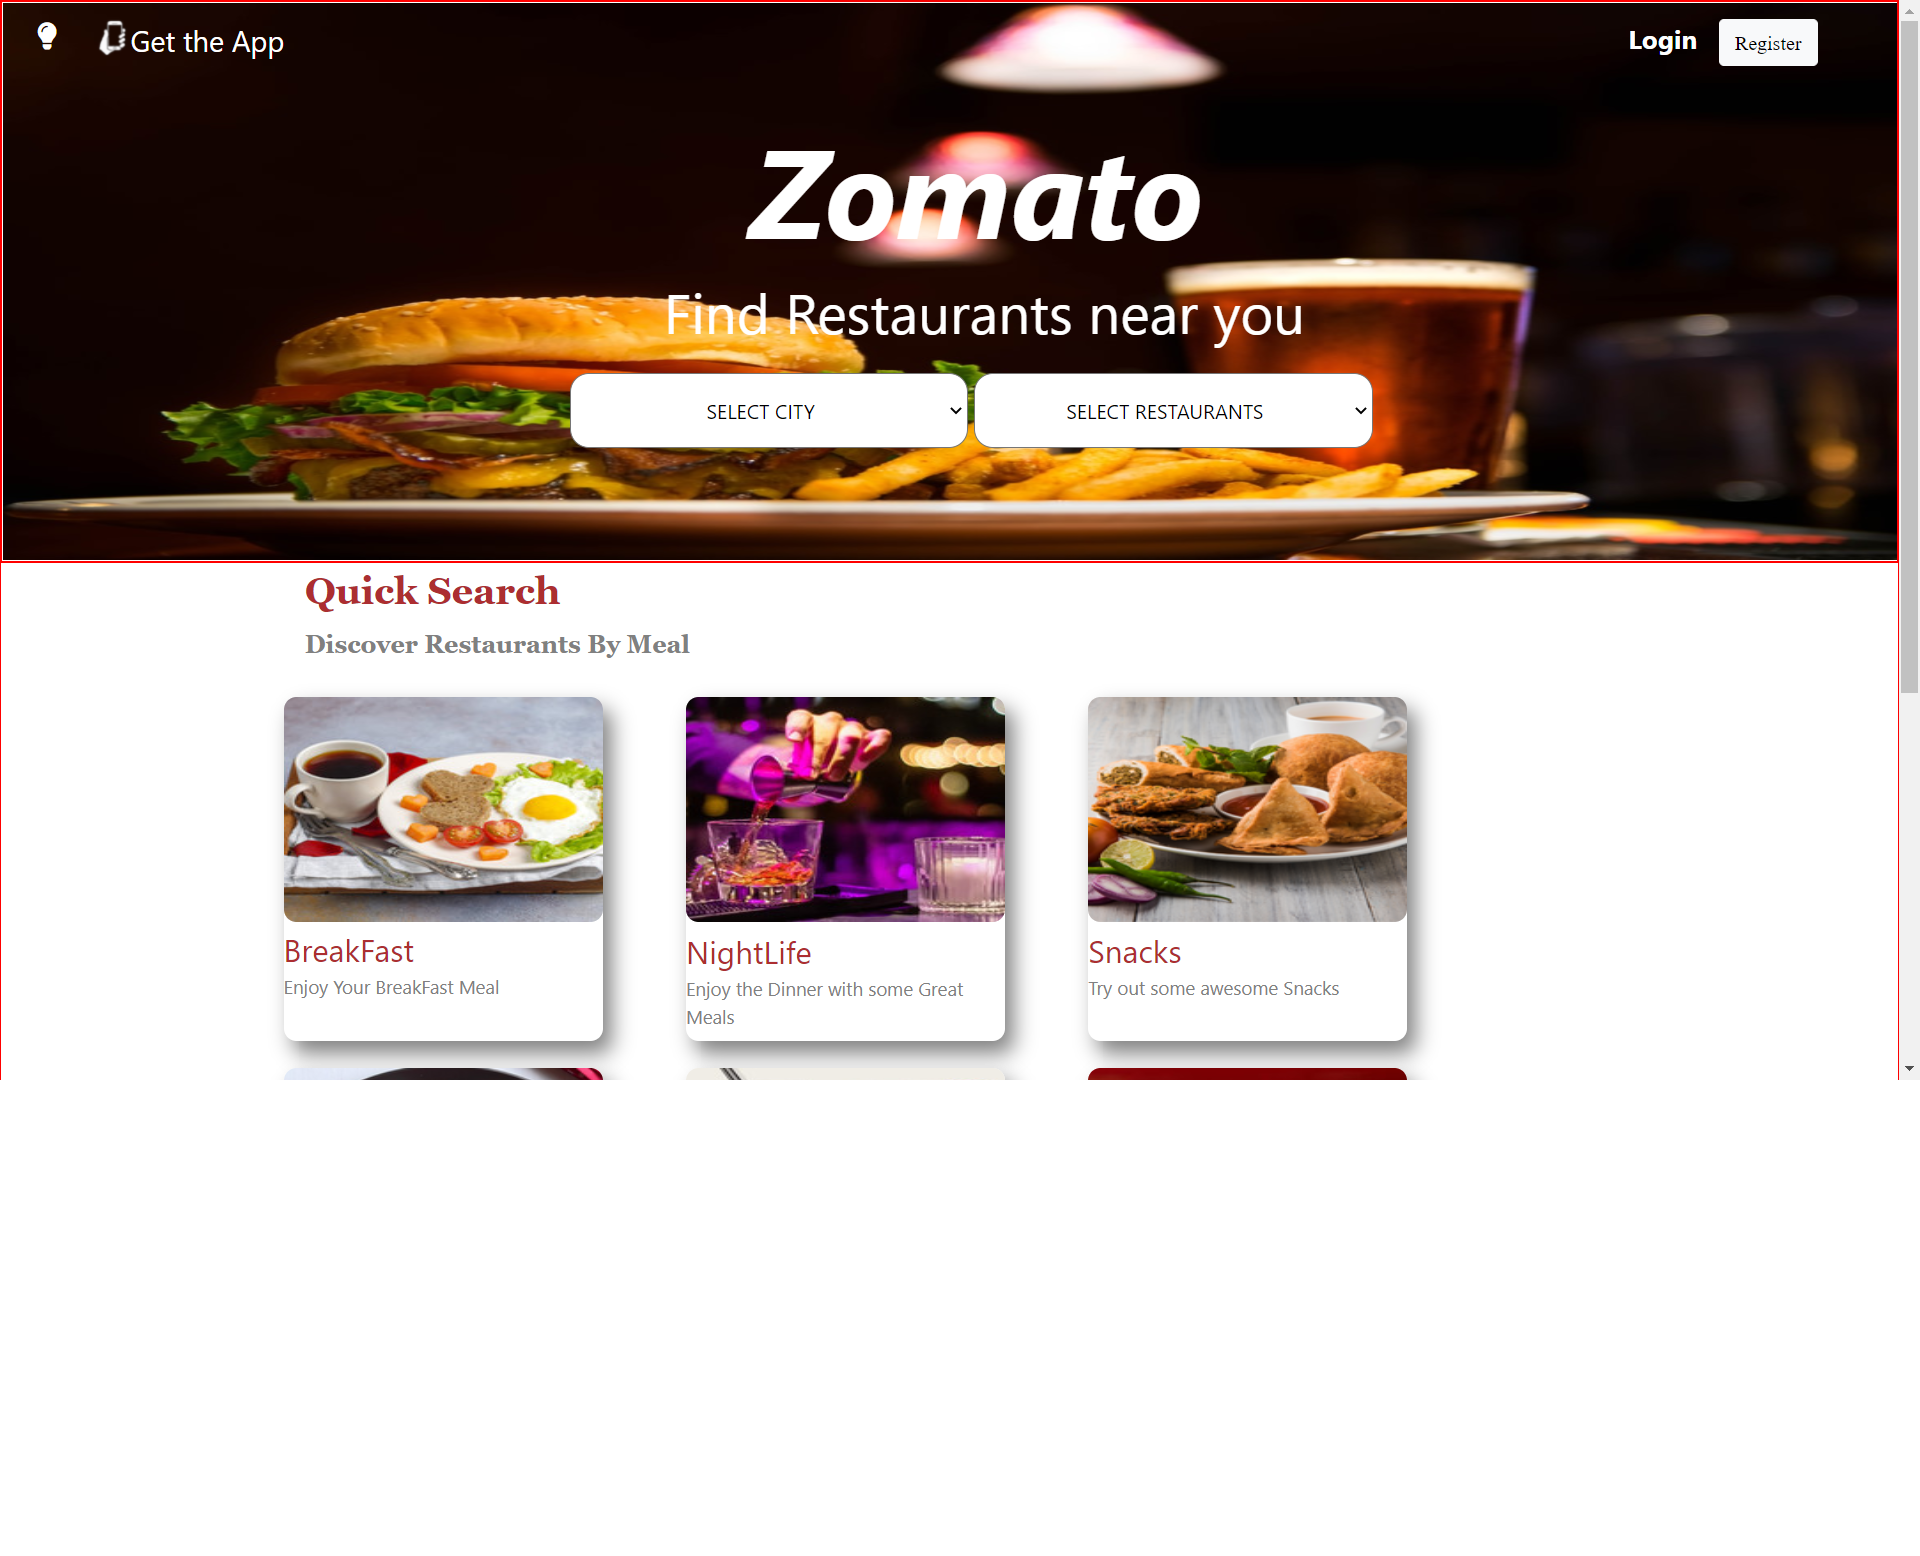 Get the App
Login
Register
Zomato
Find Restaurants near you
SELECT CITY
SELECT RESTAURANTS
Quick Search
Discover Restaurants By Meal
BreakFast
Enjoy Your BreakFast Meal
NightLife
Enjoy the Dinner with some Great
Meals
Snacks
Try out some awesome Snacks